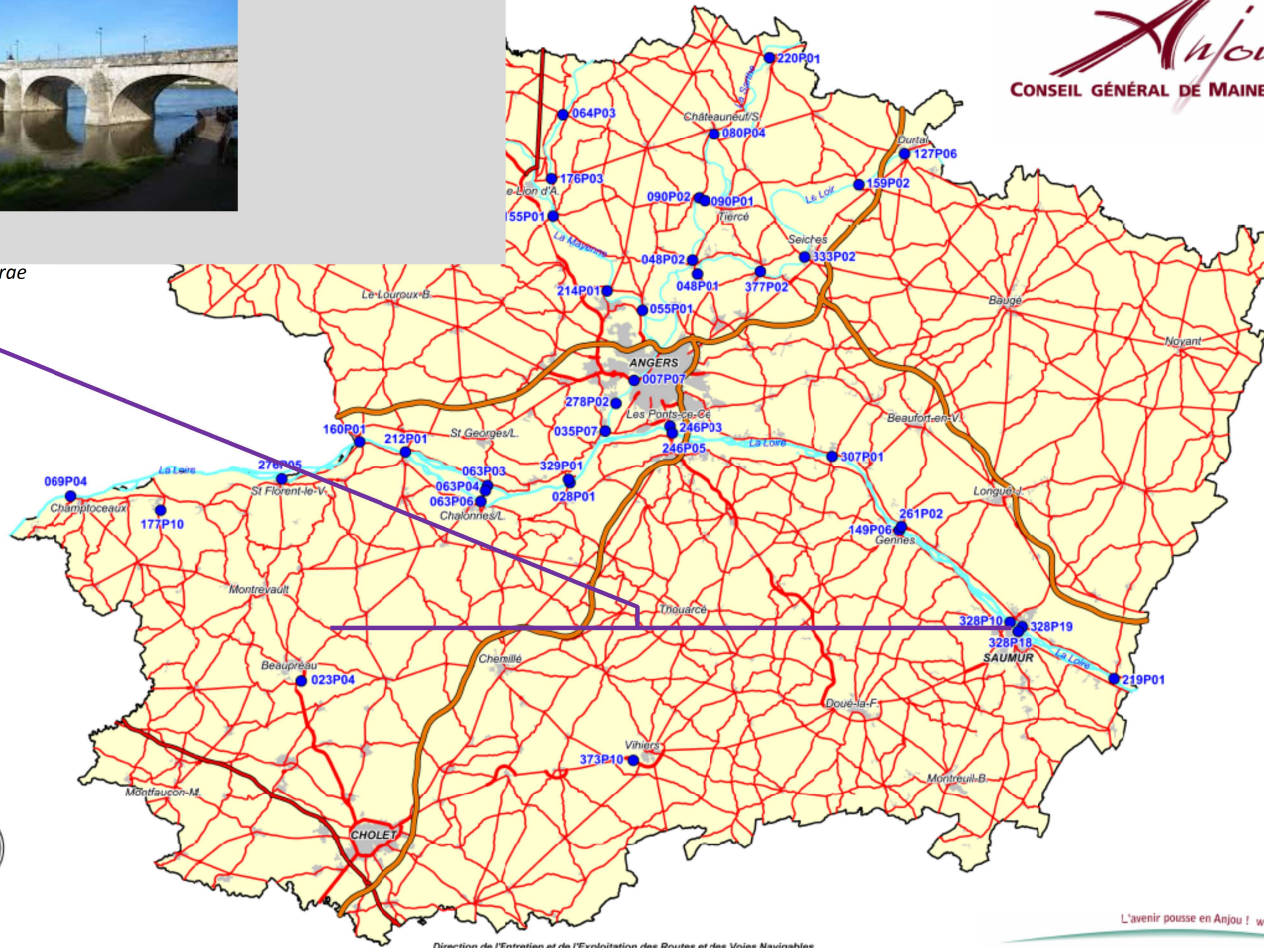 Anjou
CONSEIL GÉNÉRAL DE MAINE
220P01
La Sarthe
064P03
Châteauneuf/S
080P04
Durtal
127P06
176P03
e-Lion d'A.
159P02
Le Loir
090P02
090P01
Tiercé
155P01
La Mayenne
Seiches
048P02
333P02
rae
048P01
377P02
214P01
Le Louroux-B.
055P01
Baugé
Noyant
ANGERS
007P07
278P02
Les Ponts-ce-Cé
Beaufort-en-V.
160P01
St Georges/L.
035P07
246P03
212P01
246P05
La Loire
307P01
La Loire
276P05
063P03
329P01
069P04
063P04
St Florent-le-V.
028P01
Longué-J.
Champtoceaux
063P06
177P10
Chalonnes/L.
261P02
149P06
Gennes
Montrevault
Thouarcé
328P10
328P19
328P18
Chemillé
SAUMUR
La Loire
Beaupréau
023P04
219P01
Doué-la-F.
Vihiers
373P10
Montreuil-B.
Montfaucon-M.
CHOLET
L'avenir pousse en Anjou ! w
Direction de l'Entretien et de l'Exploitation des Routes et des Voies Navigables